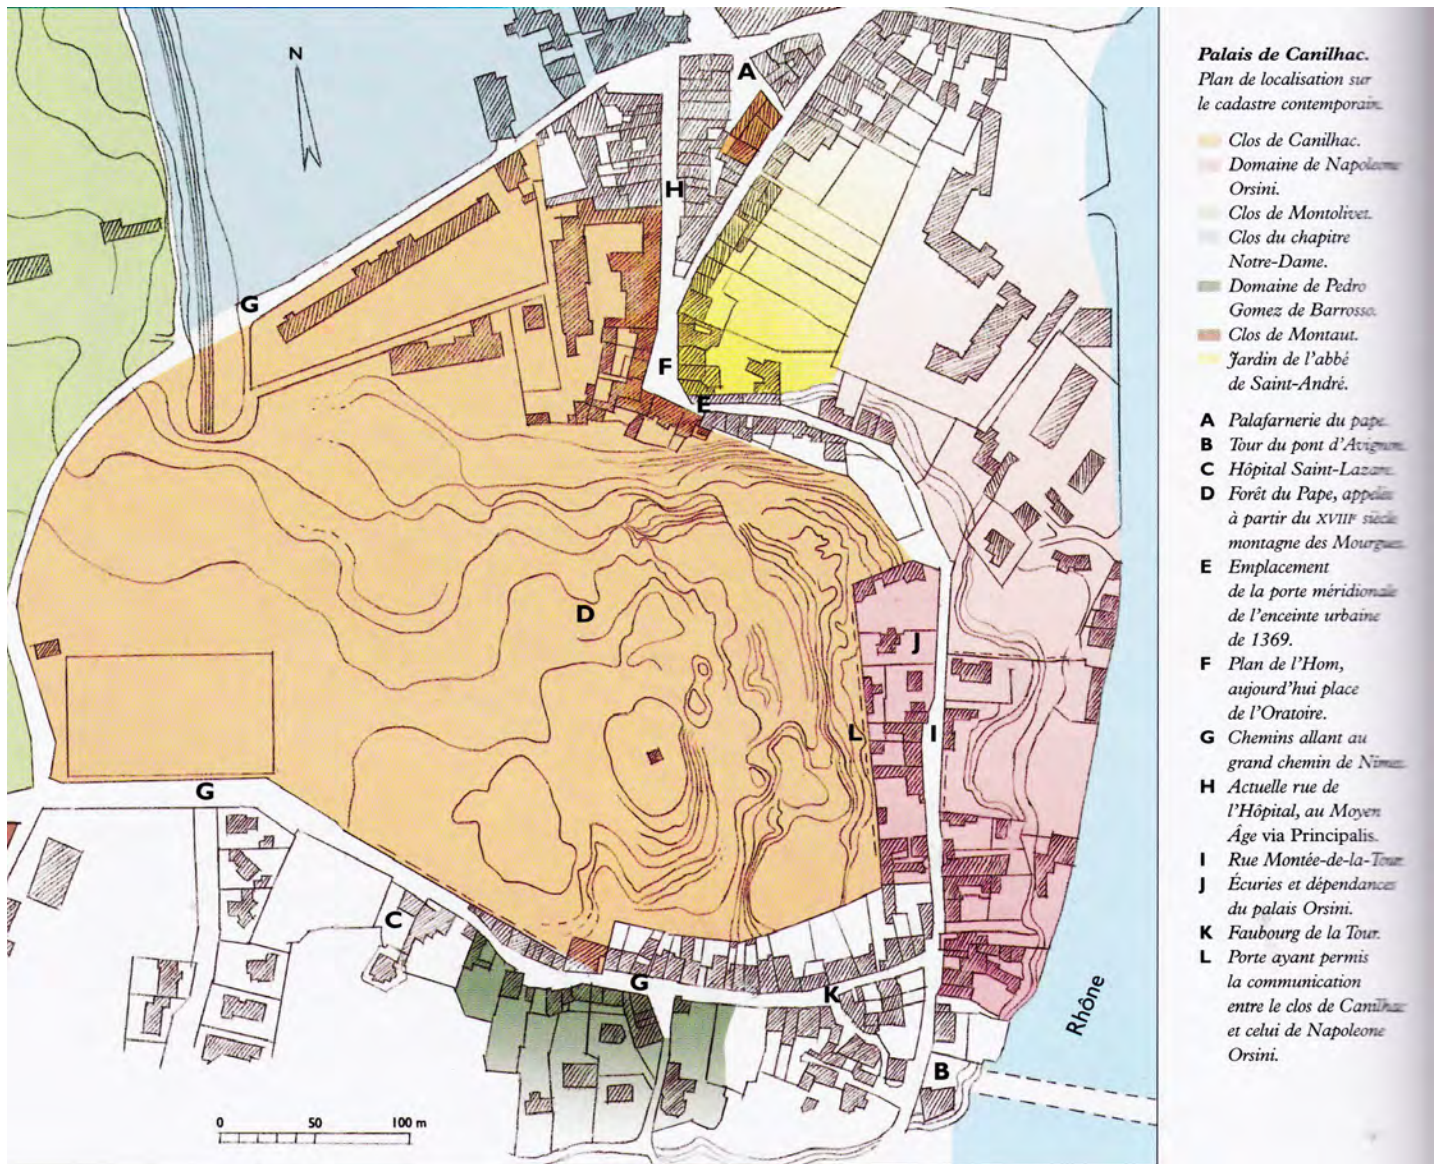 N
A
H
G
F
E
D
J
L
I
G
C
G
K
B
Rhône
0 50 100 m
Palais de Canilhac.
Plan de localisation sur
le cadastre contemporain.
Clos de Canilhac.
Domaine de Napoleone
Orsini.
Clos de Montolivet.
Clos du chapitre
Notre-Dame.
Domaine de Pedro
Gomez de Barrosso.
Clos de Montaut.
Jardin de l'abbé
de Saint-André.
A Palafarnerie du pape.
B Tour du pont d'Avignon.
C Hôpital Saint-Lazare.
D Forêt du Pape, appelée
à partir du XVIIIe siècle
montagne des Mourgues.
E Emplacement
de la porte méridionale
de l'enceinte urbaine
de 1369.
F Plan de l'Hom,
aujourd'hui place
de l'Oratoire.
G Chemins allant au
grand chemin de Nîmes.
H Actuelle rue de
l'Hôpital, au Moyen
Âge via Principalis.
I Rue Montée-de-la-Tour.
J Écuries et dépendances
du palais Orsini.
K Faubourg de la Tour.
L Porte ayant permis
la communication
entre le clos de Canilhac
et celui de Napoleone
Orsini.